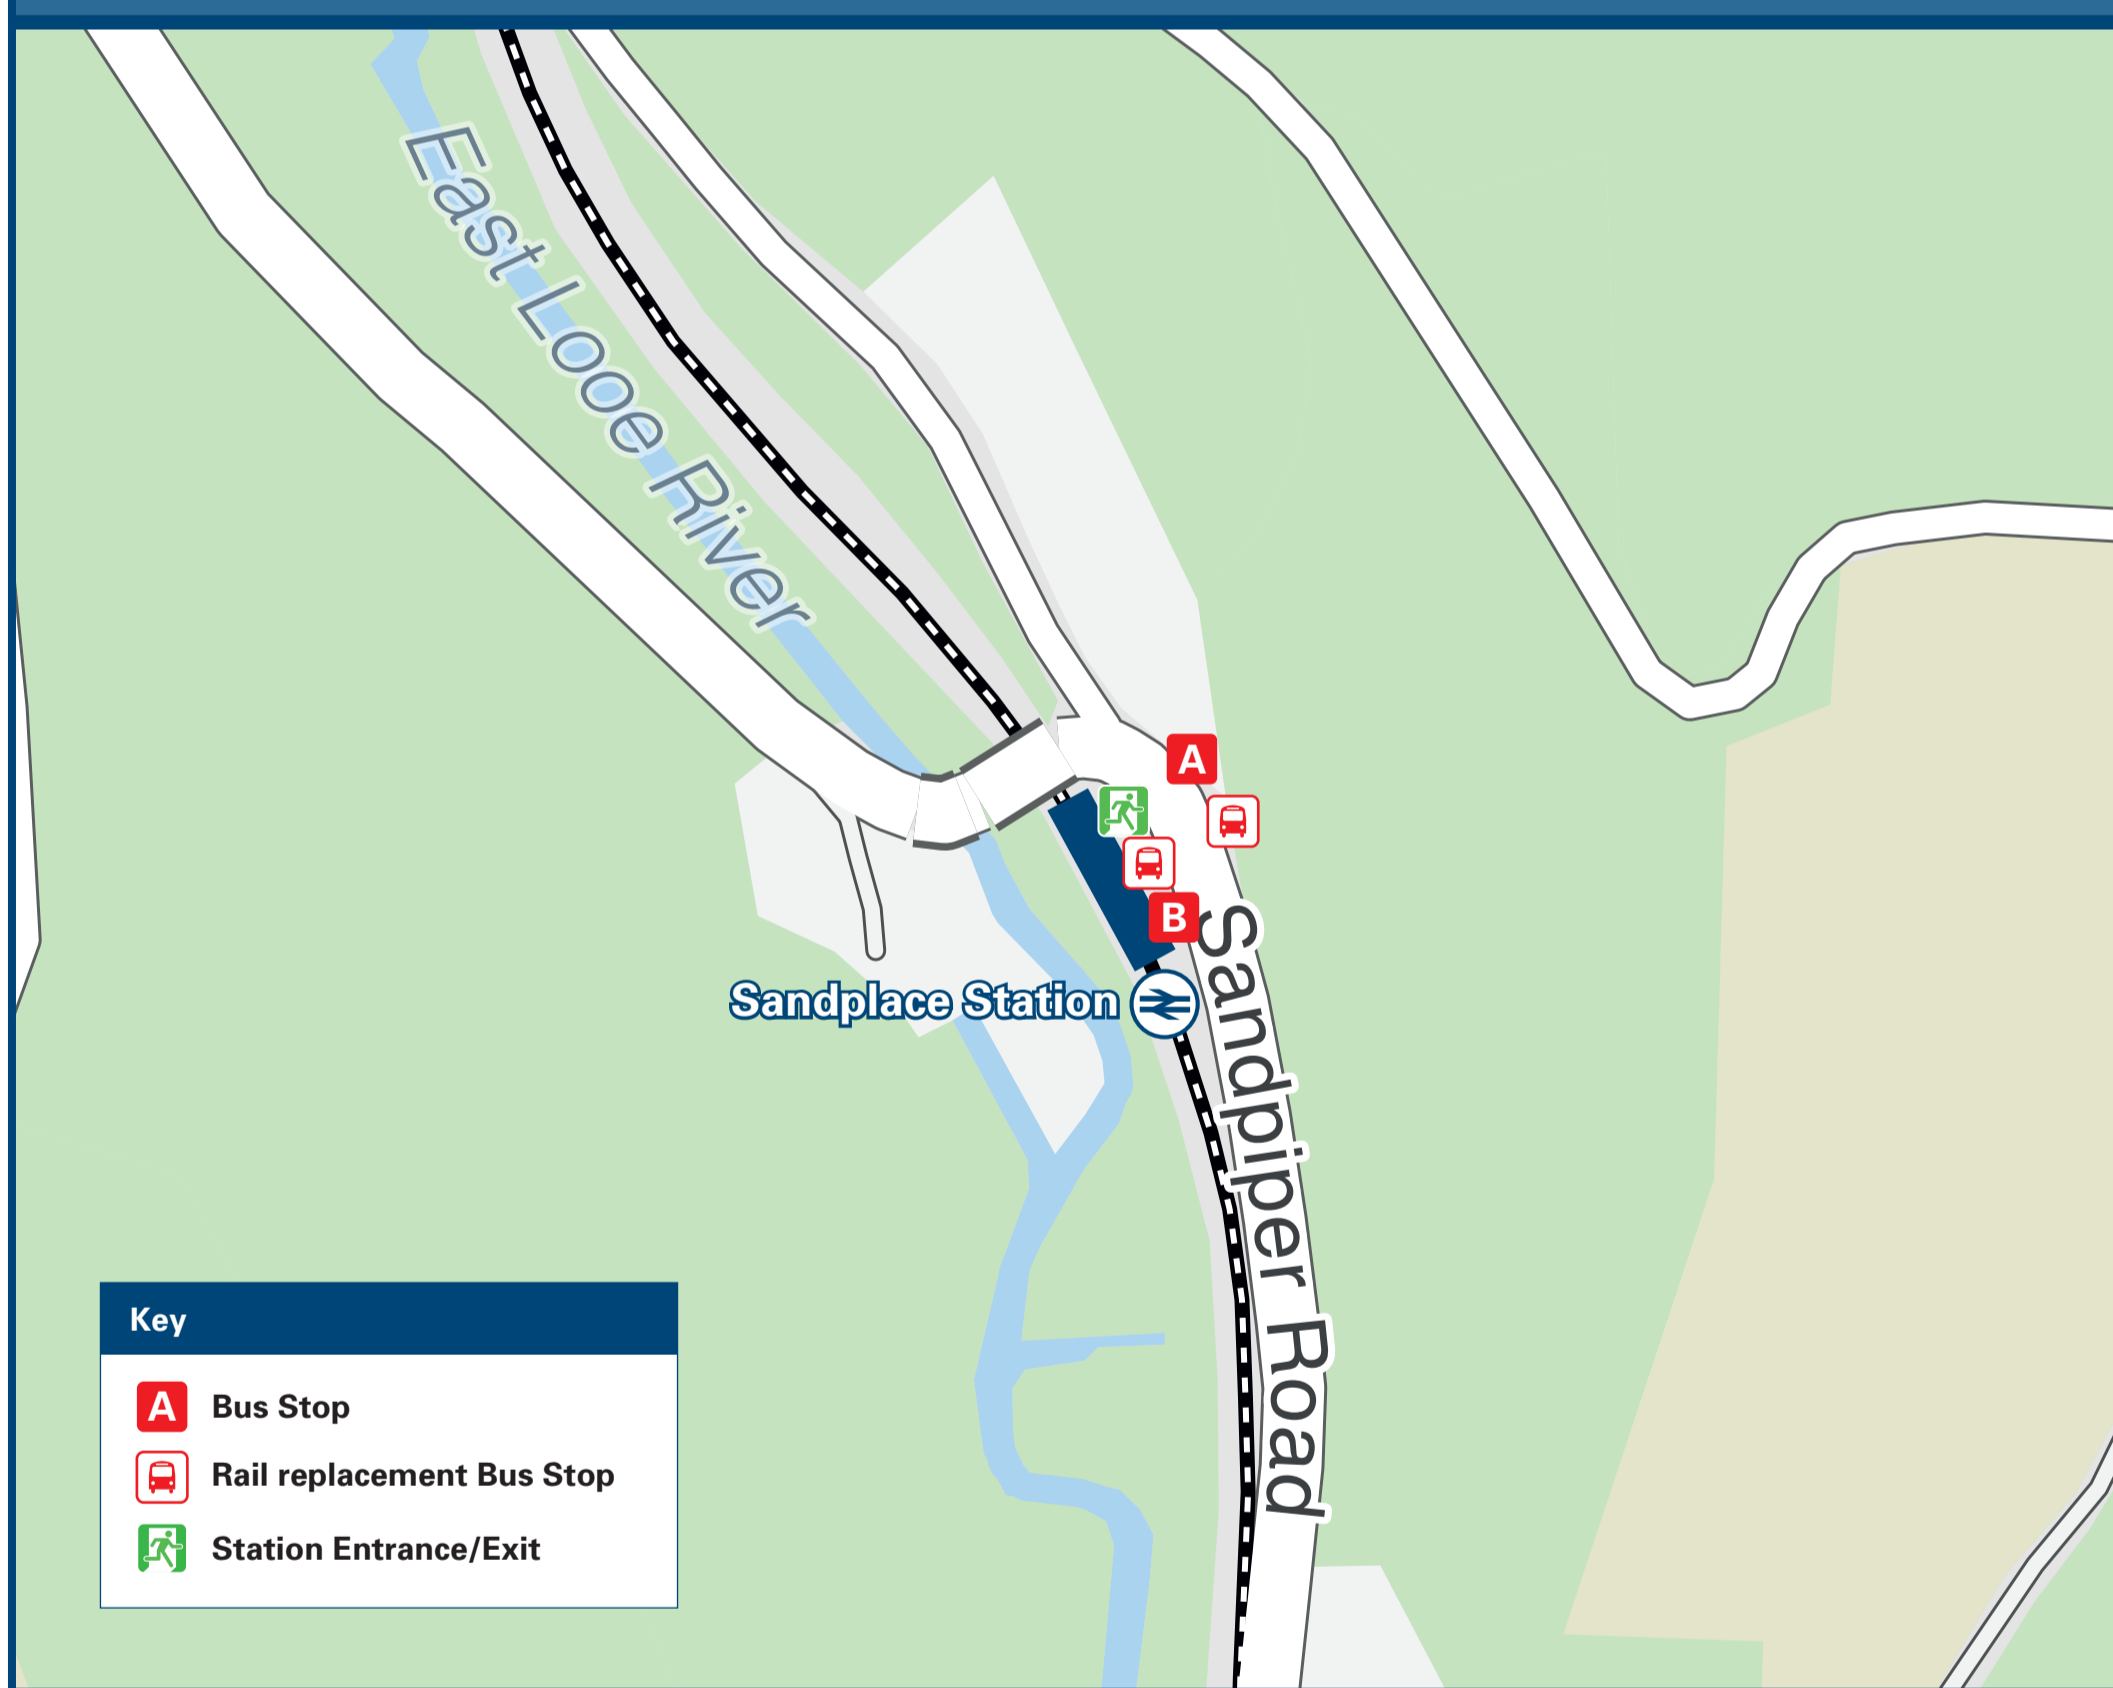 East Looe River
A
B
Sandplace Station
Sandpiper Road
Key
A Bus Stop
Rail replacement Bus Stop
Station Entrance/Exit